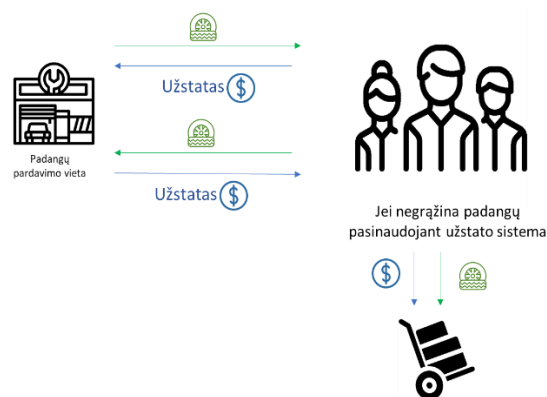 Užstatas
Užstatas
Padangų
pardavimo vieta
Jei negrąžina padangų
pasinaudojant užstato sistema